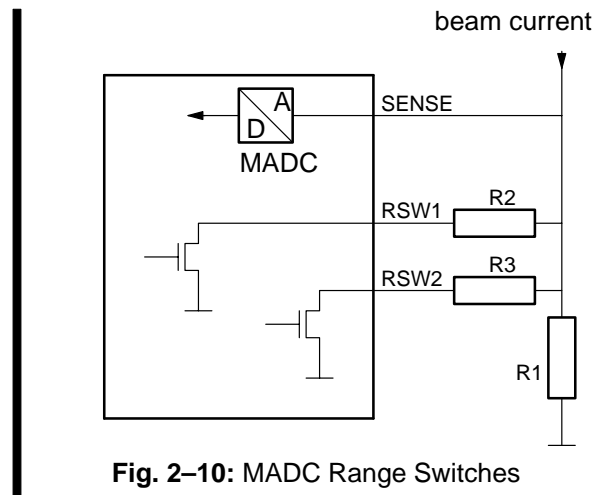 beam current
A
SENSE
D
MADC
RSW1
R2
RSW2
R3
R1
Fig. 2–10: MADC Range Switches